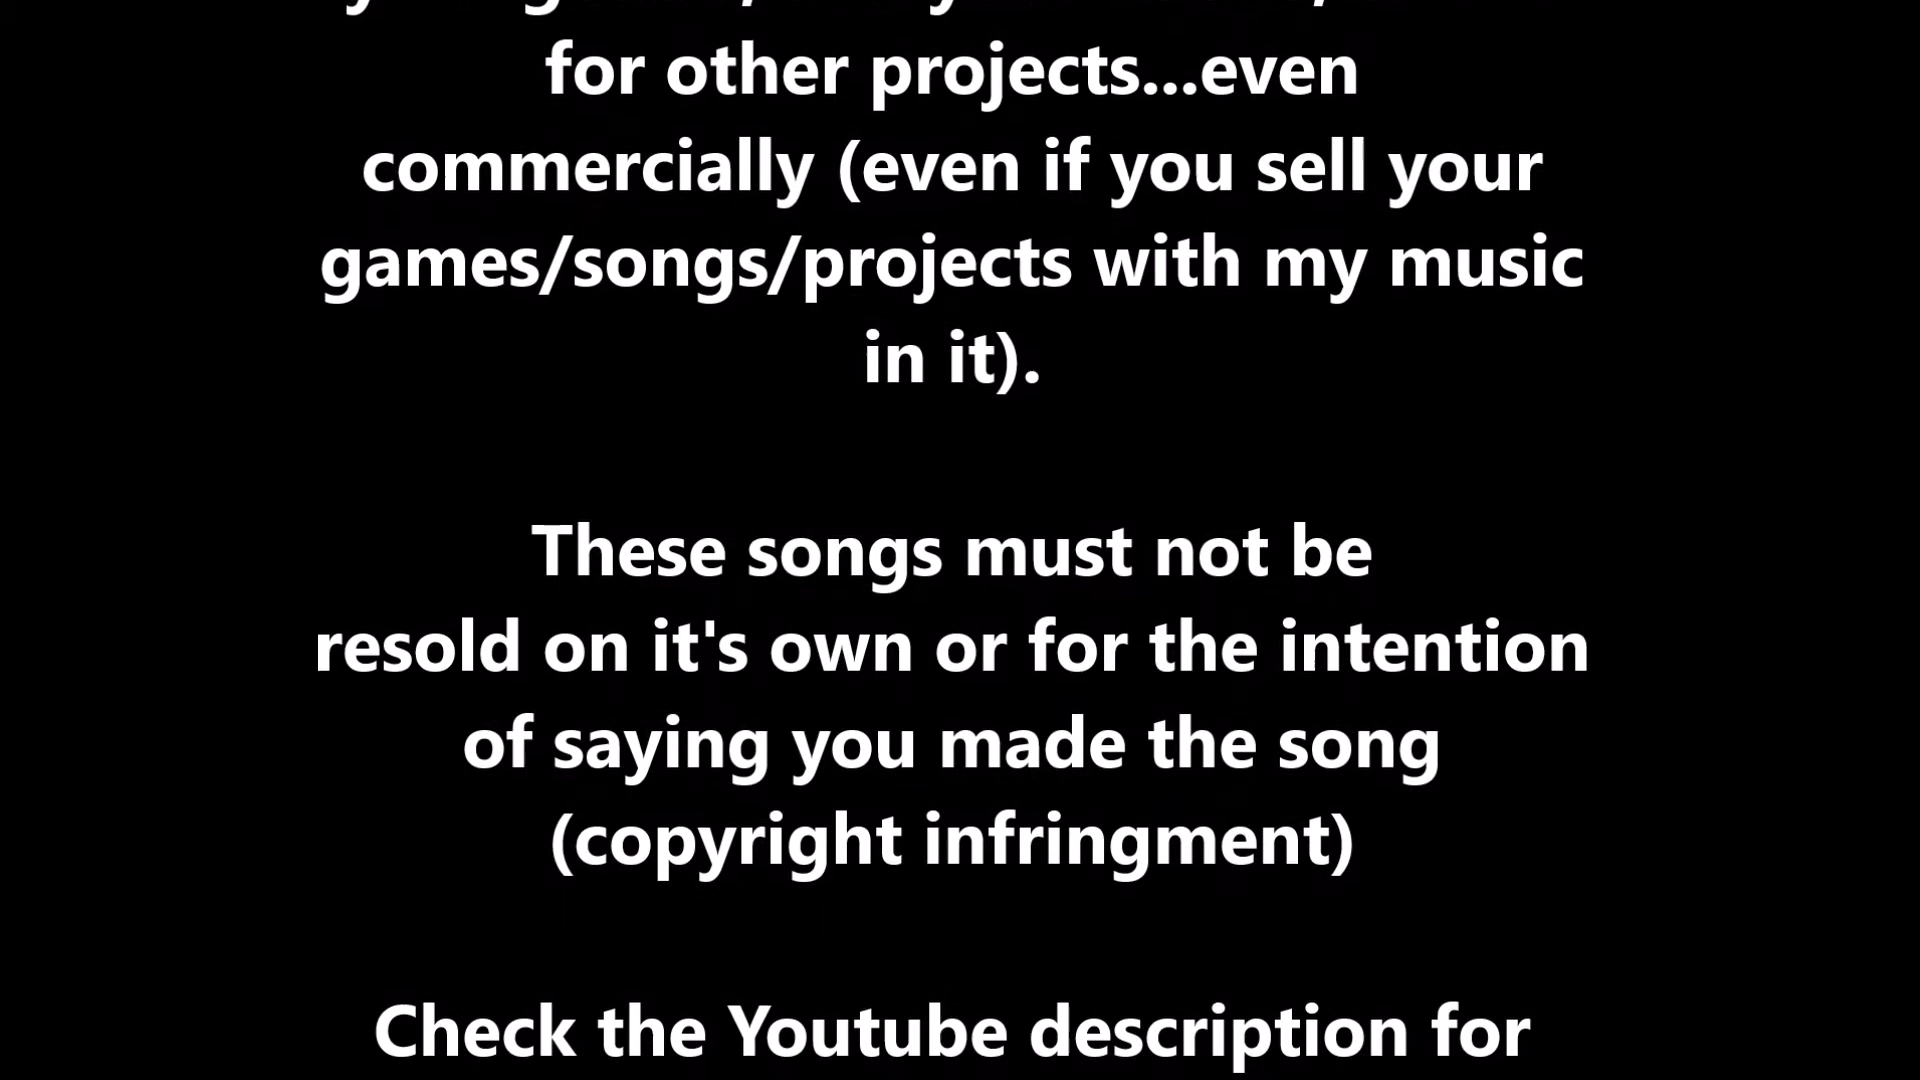 for other projects...even
commercially (even if you sell your
games/songs/projects with my music
in it).
These songs must not be
resold on it's own or for the intention
of saying you made the song
(copyright infringment)
Check the Youtube description for